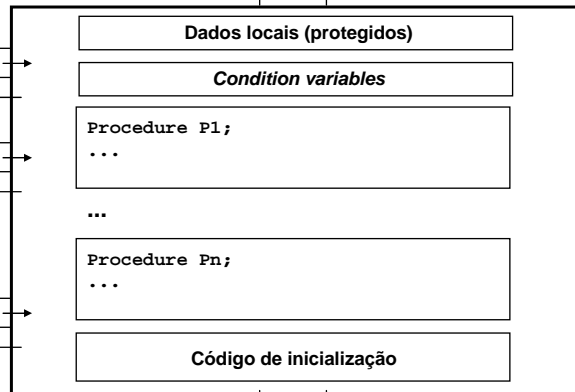 Dados locais (protegidos)
Condition variables
Procedure P1;
...
...
Procedure Pn;
...
Código de inicialização